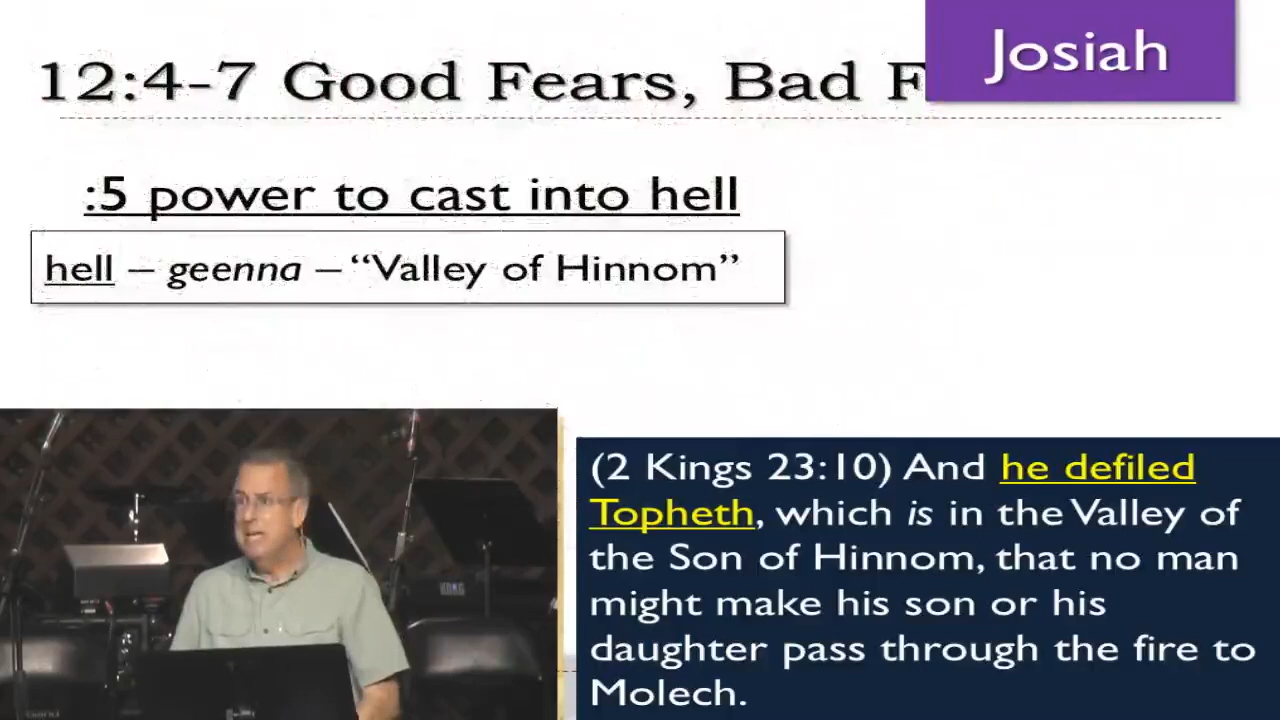 Josiah
12:4-7 Good Fears, Bad F
:5 power to cast into hell
hell – geenna – “Valley of Hinnom”
(2 Kings 23:10) And he defiled
Topheth, which is in the Valley of
the Son of Hinnom, that no man
might make his son or his
daughter pass through the fire to
Molech.
KORG